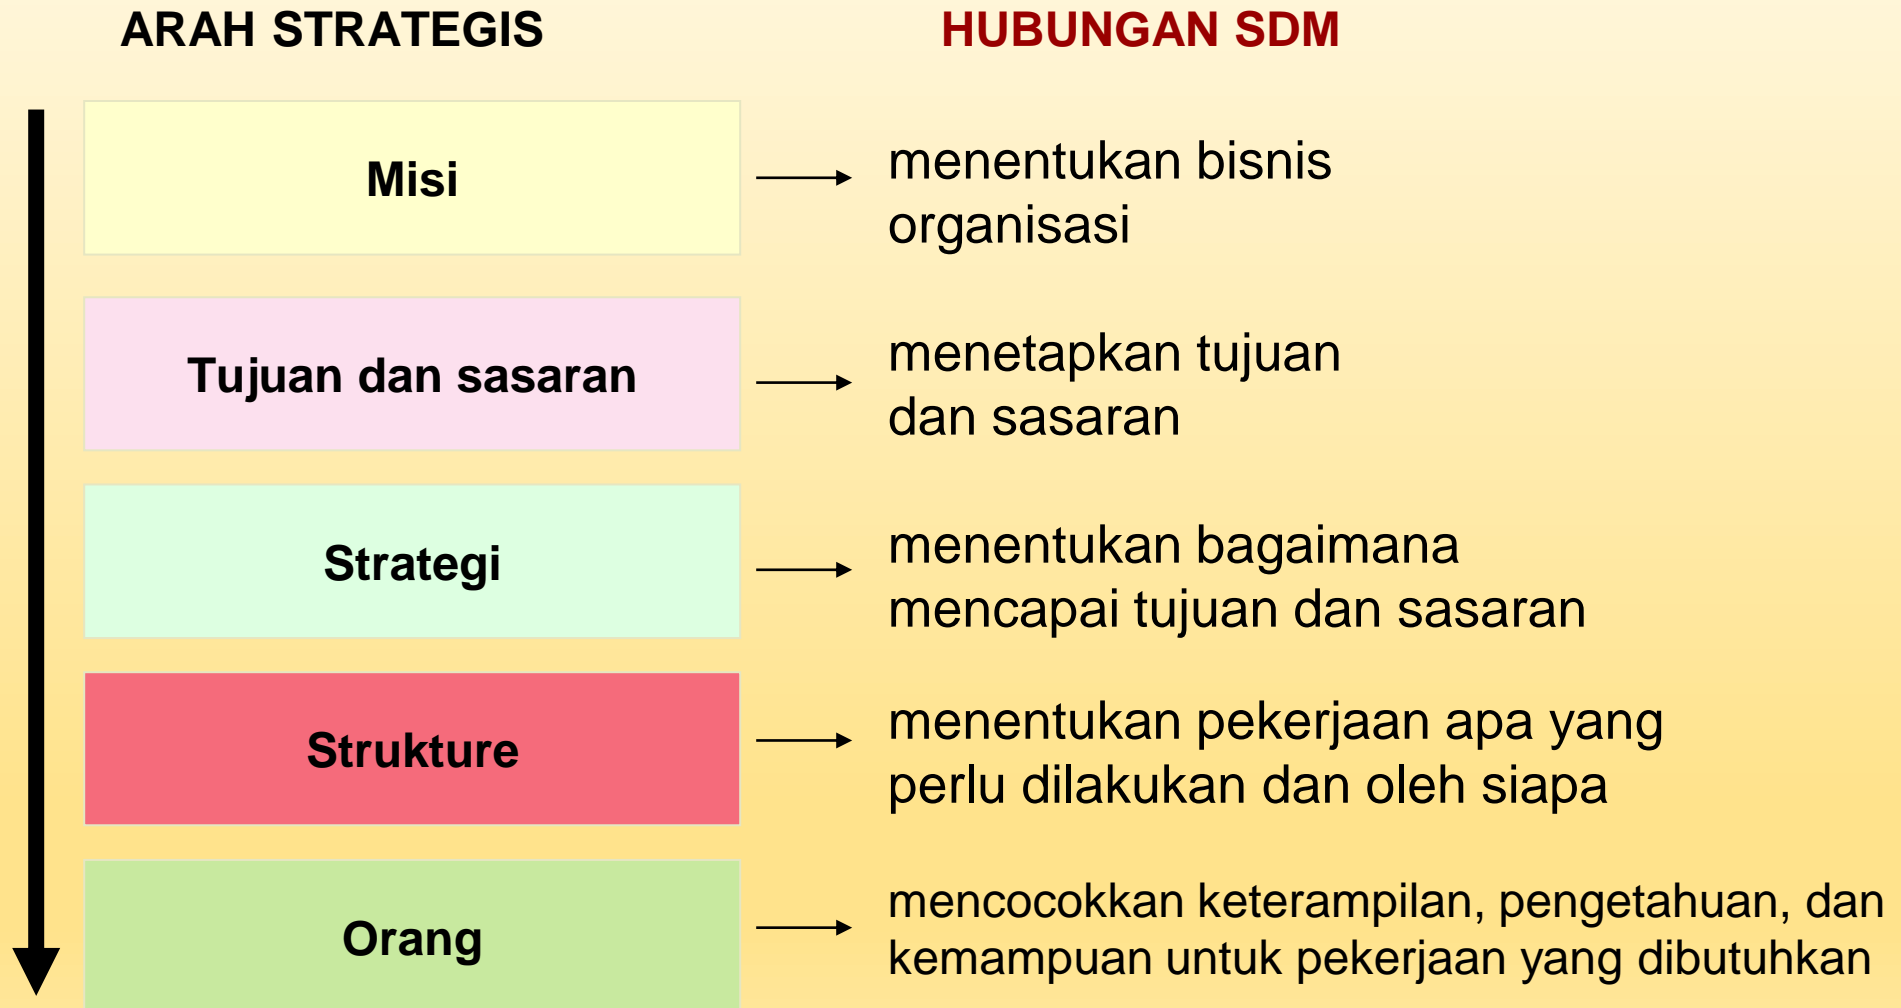 ARAH STRATEGIS
HUBUNGAN SDM
Misi
menentukan bisnis
organisasi
Tujuan dan sasaran
menetapkan tujuan
dan sasaran
Strategi
menentukan bagaimana
mencapai tujuan dan sasaran
Strukture
menentukan pekerjaan apa yang
perlu dilakukan dan oleh siapa
Orang
mencocokkan keterampilan, pengetahuan, dan
kemampuan untuk pekerjaan yang dibutuhkan